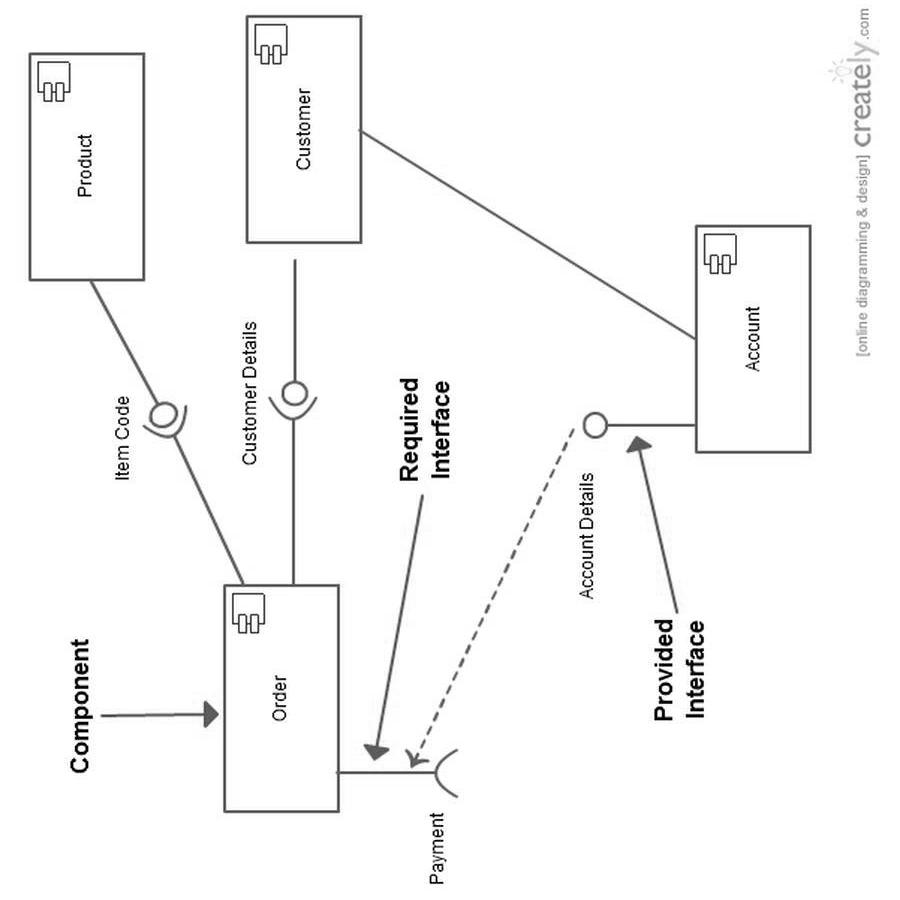 Component
Order
Product
Item Code
Customer
Customer Details
Required
Interface
Payment
Account Details
Provided
Interface
Account
[online diagramming & design] creately.com